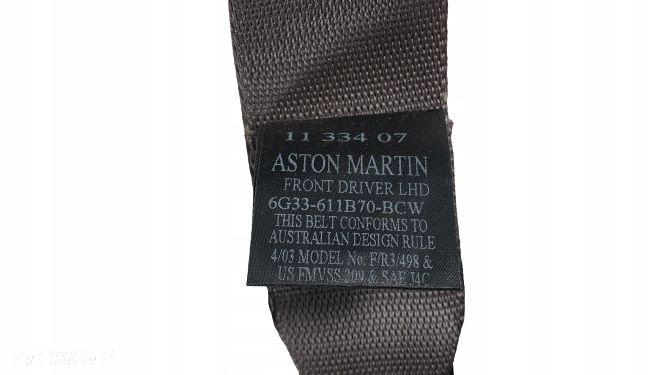 11 334 07
ASTON MARTIN
FRONT DRIVER LHD
6G33-611B70-BCW
THIS BELT CONFORMS TO
AUSTRALIAN DESIGN RULE
4/03 MODEL No. F/R3/498 &
US FMVSS 209 & SAE J4C